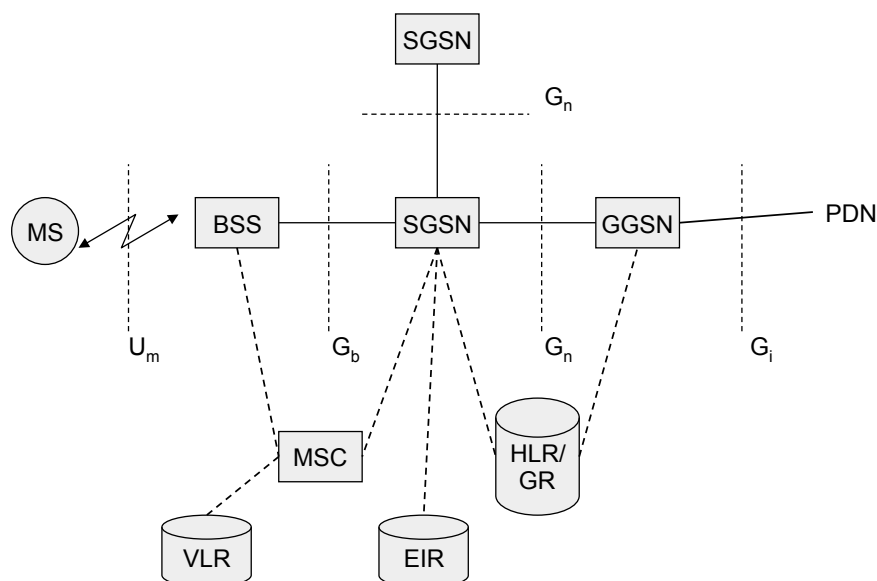 SGSN
Gn
MS
BSS
SGSN
GGSN
PDN
Um
Gb
Gn
Gi
MSC
HLR/
GR
VLR
EIR